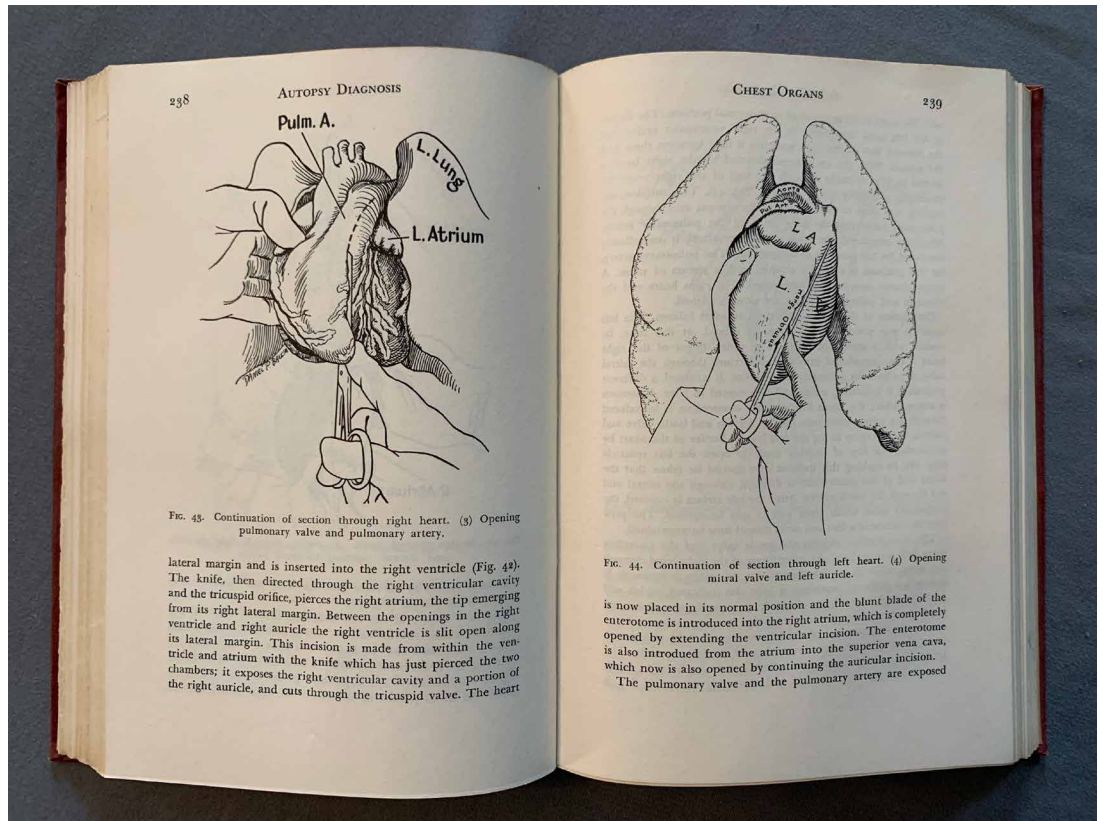 238
AUTOPSY DIAGNOSIS
Pulm. A.
L. Lung
L. Atrium
FIG. 43. Continuation of section through right heart. (3) Opening
pulmonary valve and pulmonary artery.
lateral margin and is inserted into the right ventricle (Fig. 42).
The knife, then directed through the right ventricular cavity
and the tricuspid orifice, pierces the right atrium, the tip emerging
from its right lateral margin. Between the openings in the right
ventricle and right auricle the right ventricle is slit open along
its lateral margin. This incision is made from within the ven-
tricle and atrium with the knife which has just pierced the two
chambers; it exposes the right ventricular cavity and a portion of
the right auricle, and cuts through the tricuspid valve. The heart
CHEST ORGANS
239
Aorta
Pul Art
L A
L.
FIG. 44. Continuation of section through left heart. (4) Opening
mitral valve and left auricle.
is now placed in its normal position and the blunt blade of the
enterotome is introduced into the right atrium, which is completely
opened by extending the ventricular incision. The enterotome
is also introdued from the atrium into the superior vena cava,
which now is also opened by continuing the auricular incision.
The pulmonary valve and the pulmonary artery are exposed